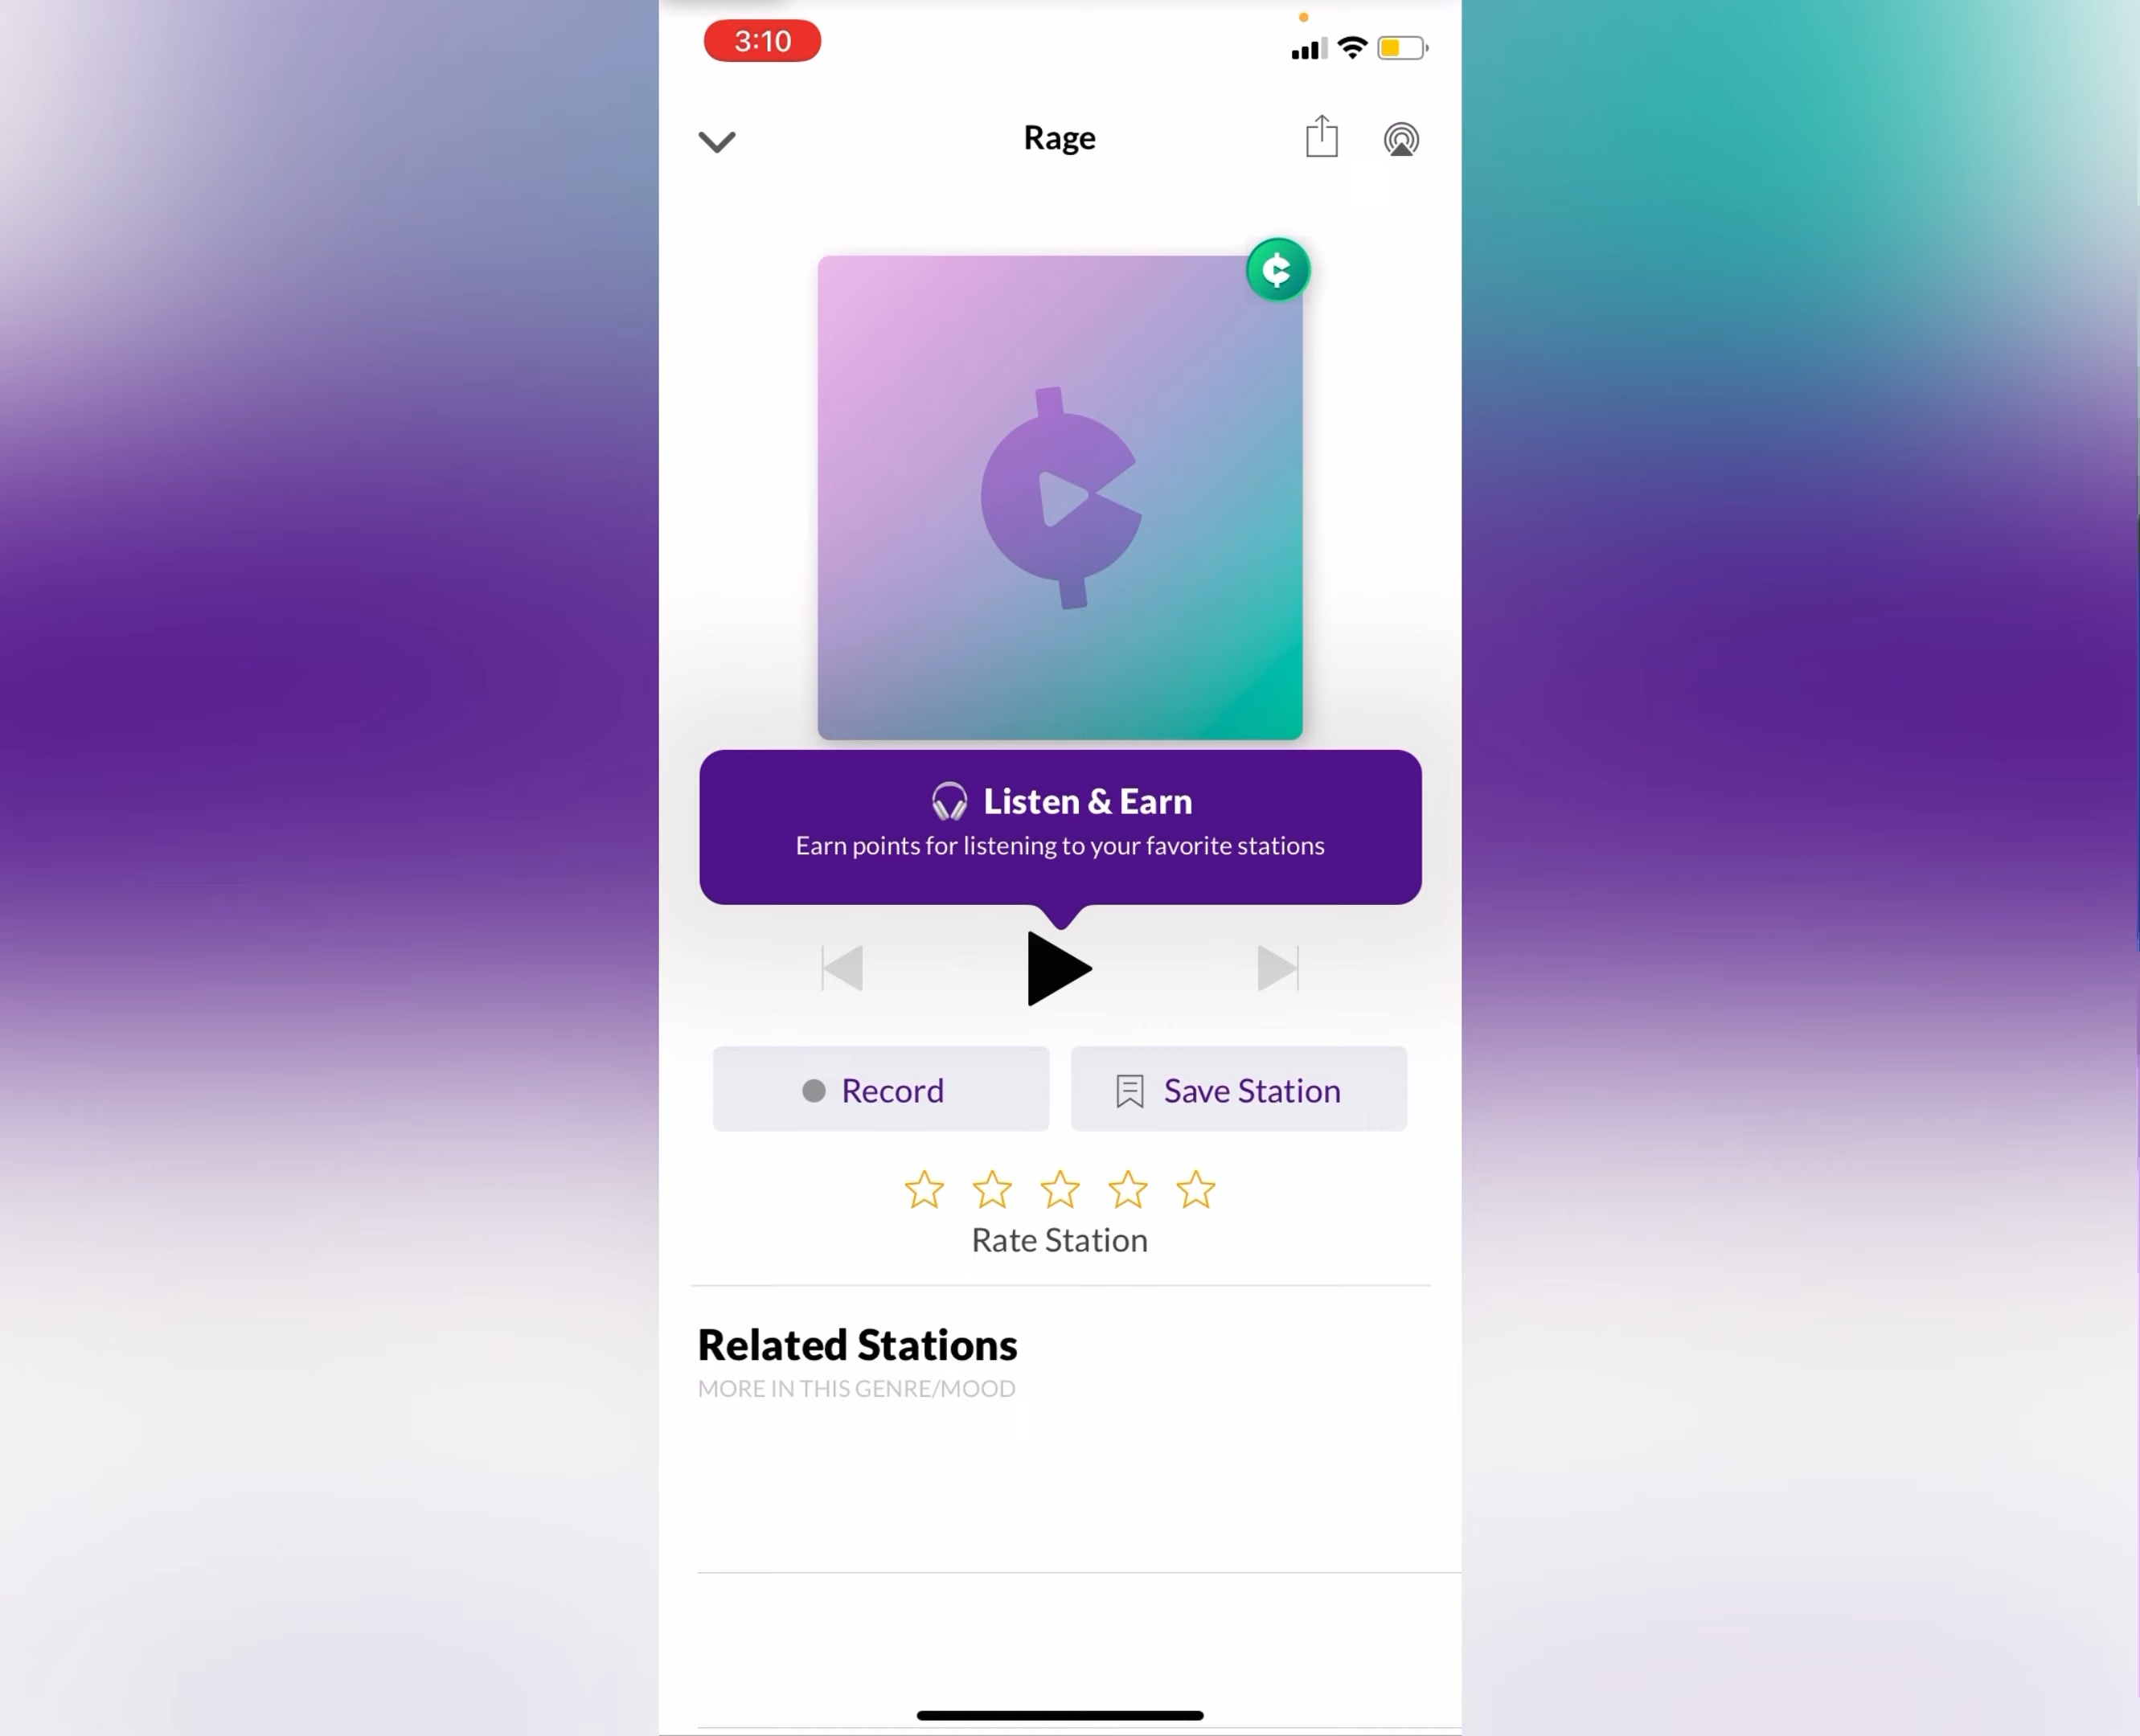 3:10
Rage
Listen & Earn
Earn points for listening to your favorite stations
Record
Save Station
Rate Station
Related Stations
MORE IN THIS GENRE/MOOD